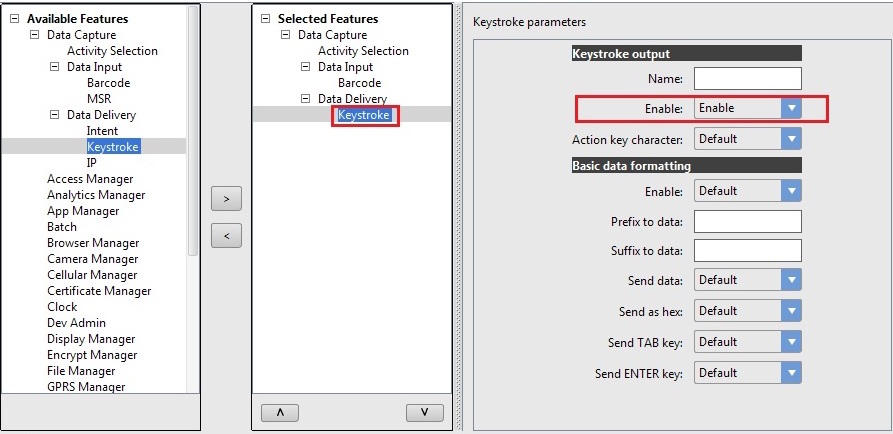 Available Features
Data Capture
Activity Selection
Data Input
Barcode
MSR
Data Delivery
Intent
Keystroke
IP
Access Manager
Analytics Manager
App Manager
Batch
Browser Manager
Camera Manager
Cellular Manager
Certificate Manager
Clock
Dev Admin
Display Manager
Encrypt Manager
File Manager
GPRS Manager
>
<
Selected Features
Data Capture
Activity Selection
Data Input
Barcode
Data Delivery
Keystroke
Λ
V
Keystroke parameters
Keystroke output
Name:
Enable: Enable
Action key character: Default
Basic data formatting
Enable: Default
Prefix to data:
Suffix to data:
Send data: Default
Send as hex: Default
Send TAB key: Default
Send ENTER key: Default